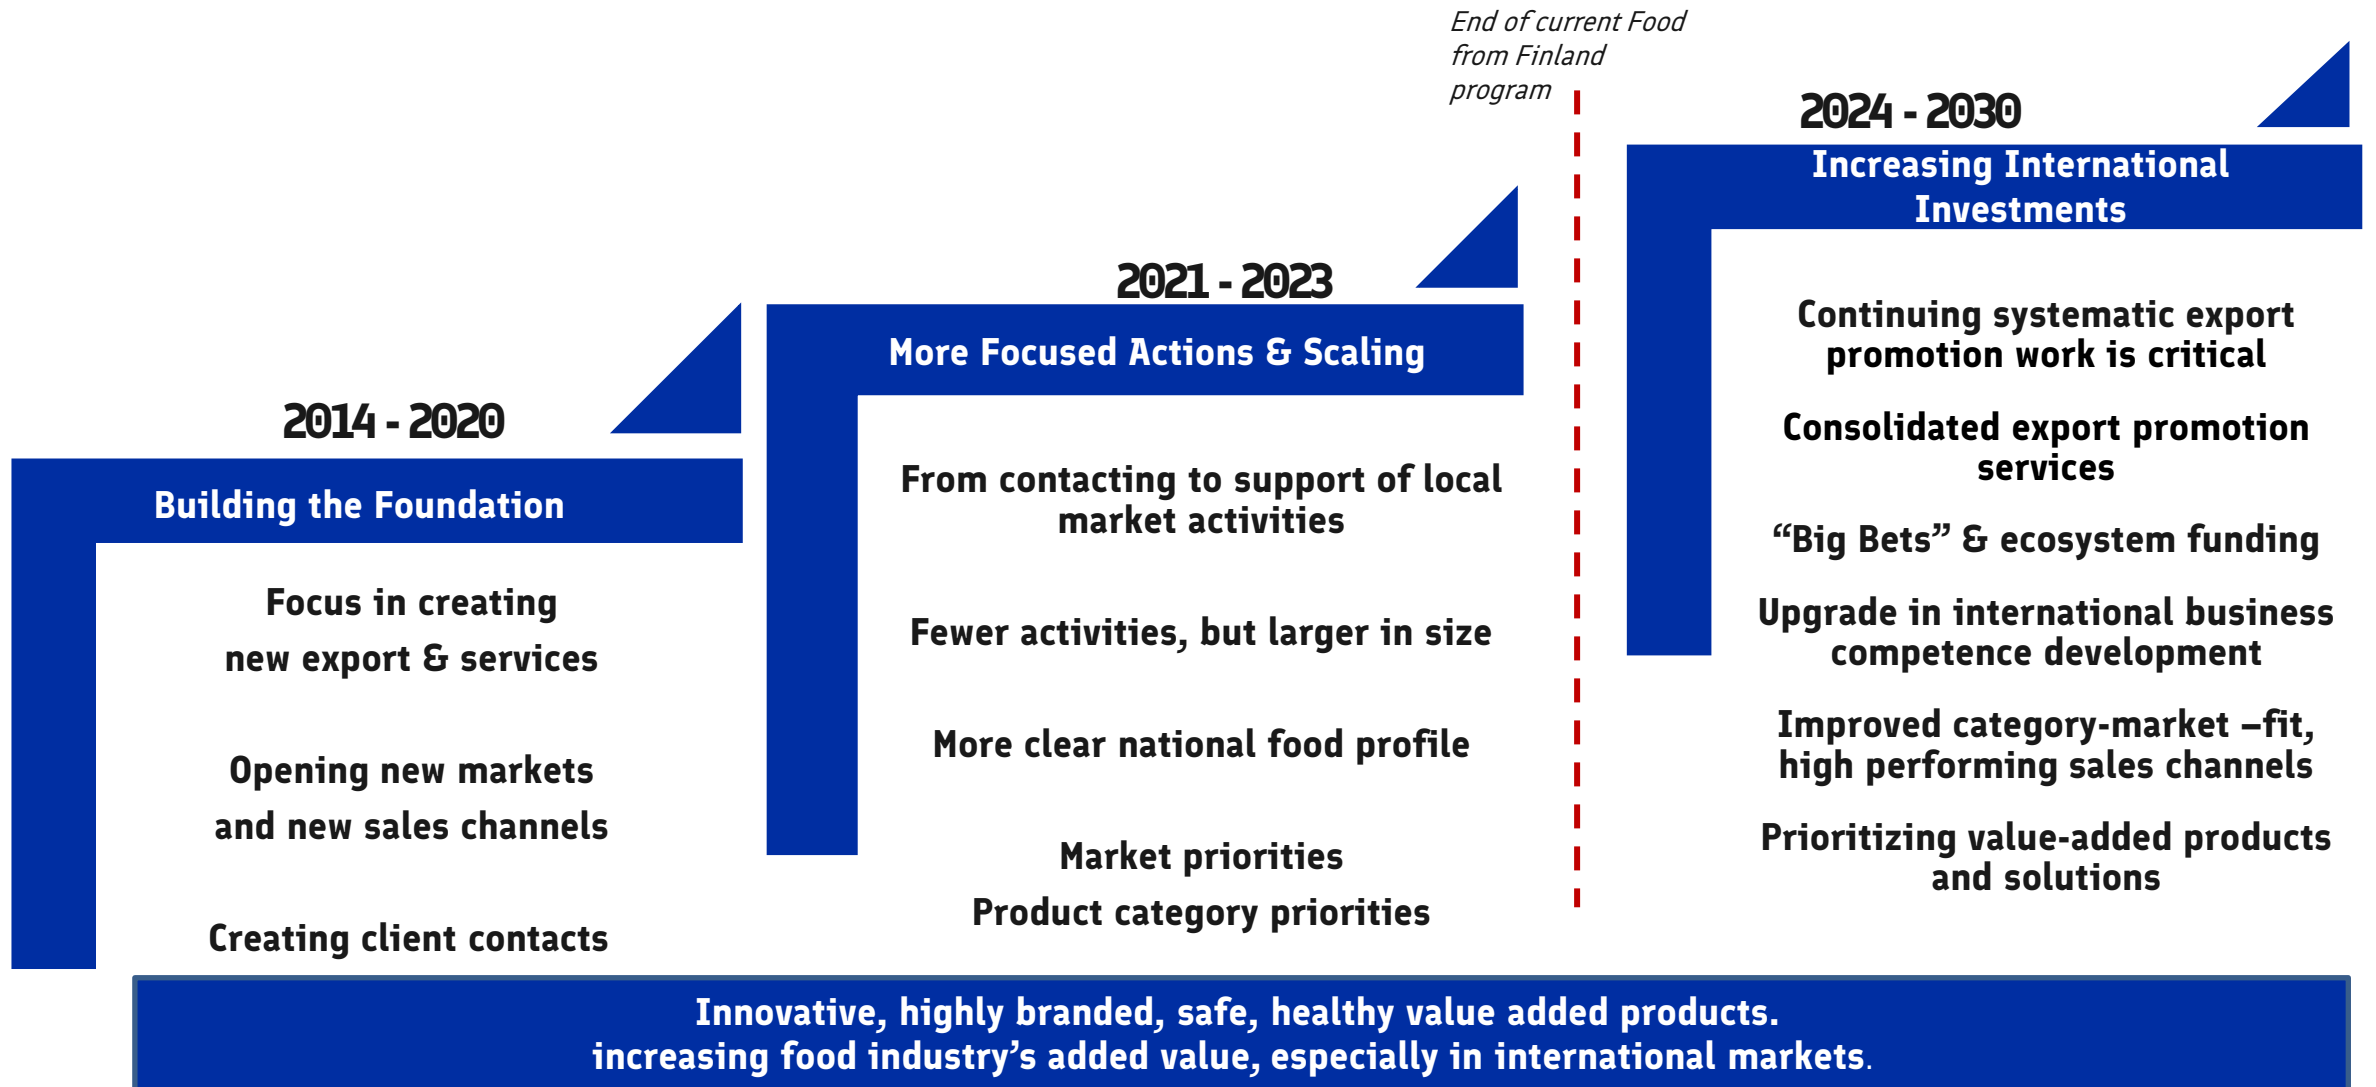 End of current Food
from Finland
program
2014 - 2020
Building the Foundation
Focus in creating
new export & services
Opening new markets
and new sales channels
Creating client contacts
2021 - 2023
More Focused Actions & Scaling
From contacting to support of local
market activities
Fewer activities, but larger in size
More clear national food profile
Market priorities
Product category priorities
2024 - 2030
Increasing International
Investments
Continuing systematic export
promotion work is critical
Consolidated export promotion
services
“Big Bets” & ecosystem funding
Upgrade in international business
competence development
Improved category-market –fit,
high performing sales channels
Prioritizing value-added products
and solutions
Innovative, highly branded, safe, healthy value added products.
increasing food industry’s added value, especially in international markets.